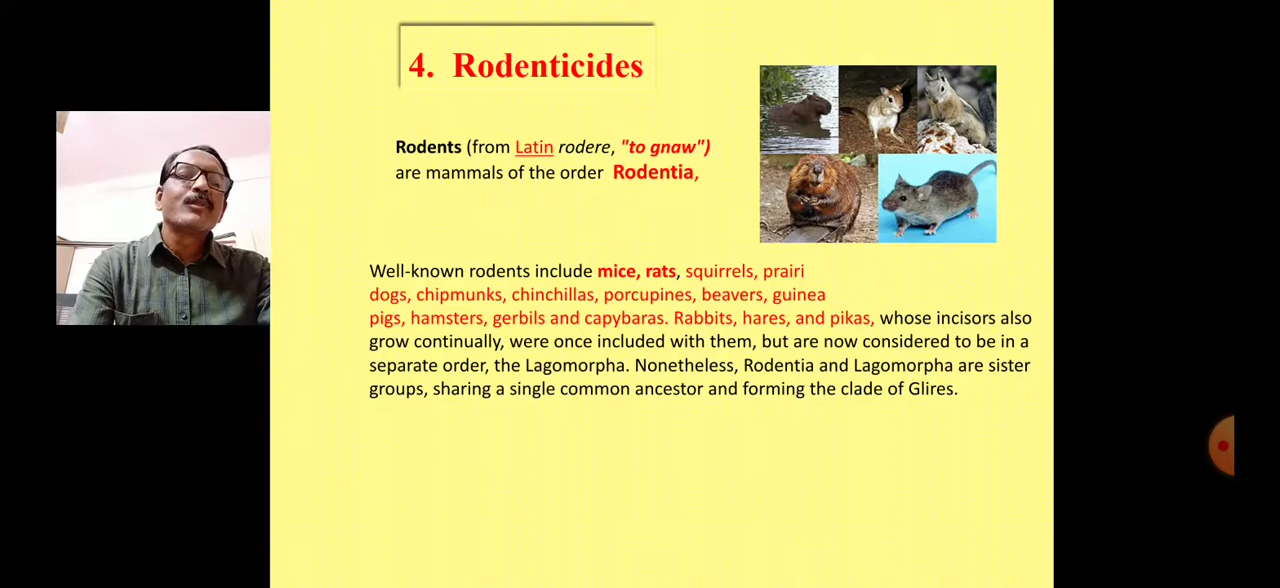 4. Rodenticides
Rodents (from Latin rodere, "to gnaw")
are mammals of the order Rodentia,
Well-known rodents include mice, rats, squirrels, prairi
dogs, chipmunks, chinchillas, porcupines, beavers, guinea
pigs, hamsters, gerbils and capybaras. Rabbits, hares, and pikas, whose incisors also
grow continually, were once included with them, but are now considered to be in a
separate order, the Lagomorpha. Nonetheless, Rodentia and Lagomorpha are sister
groups, sharing a single common ancestor and forming the clade of Glires.